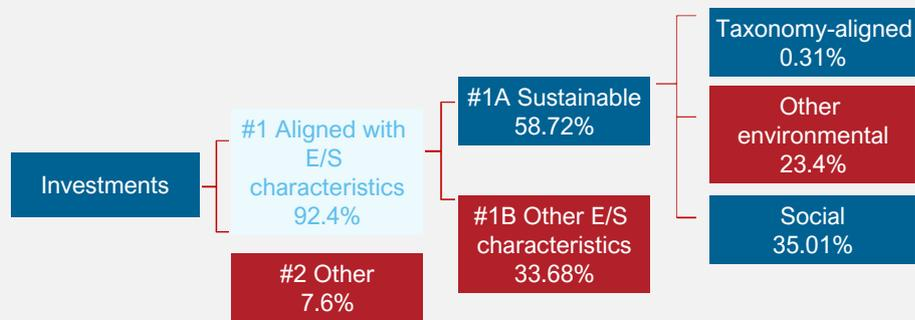 Investments
#1 Aligned with
E/S
characteristics
92.4%
#2 Other
7.6%
#1A Sustainable
58.72%
#1B Other E/S
characteristics
33.68%
Taxonomy-aligned
0.31%
Other
environmental
23.4%
Social
35.01%